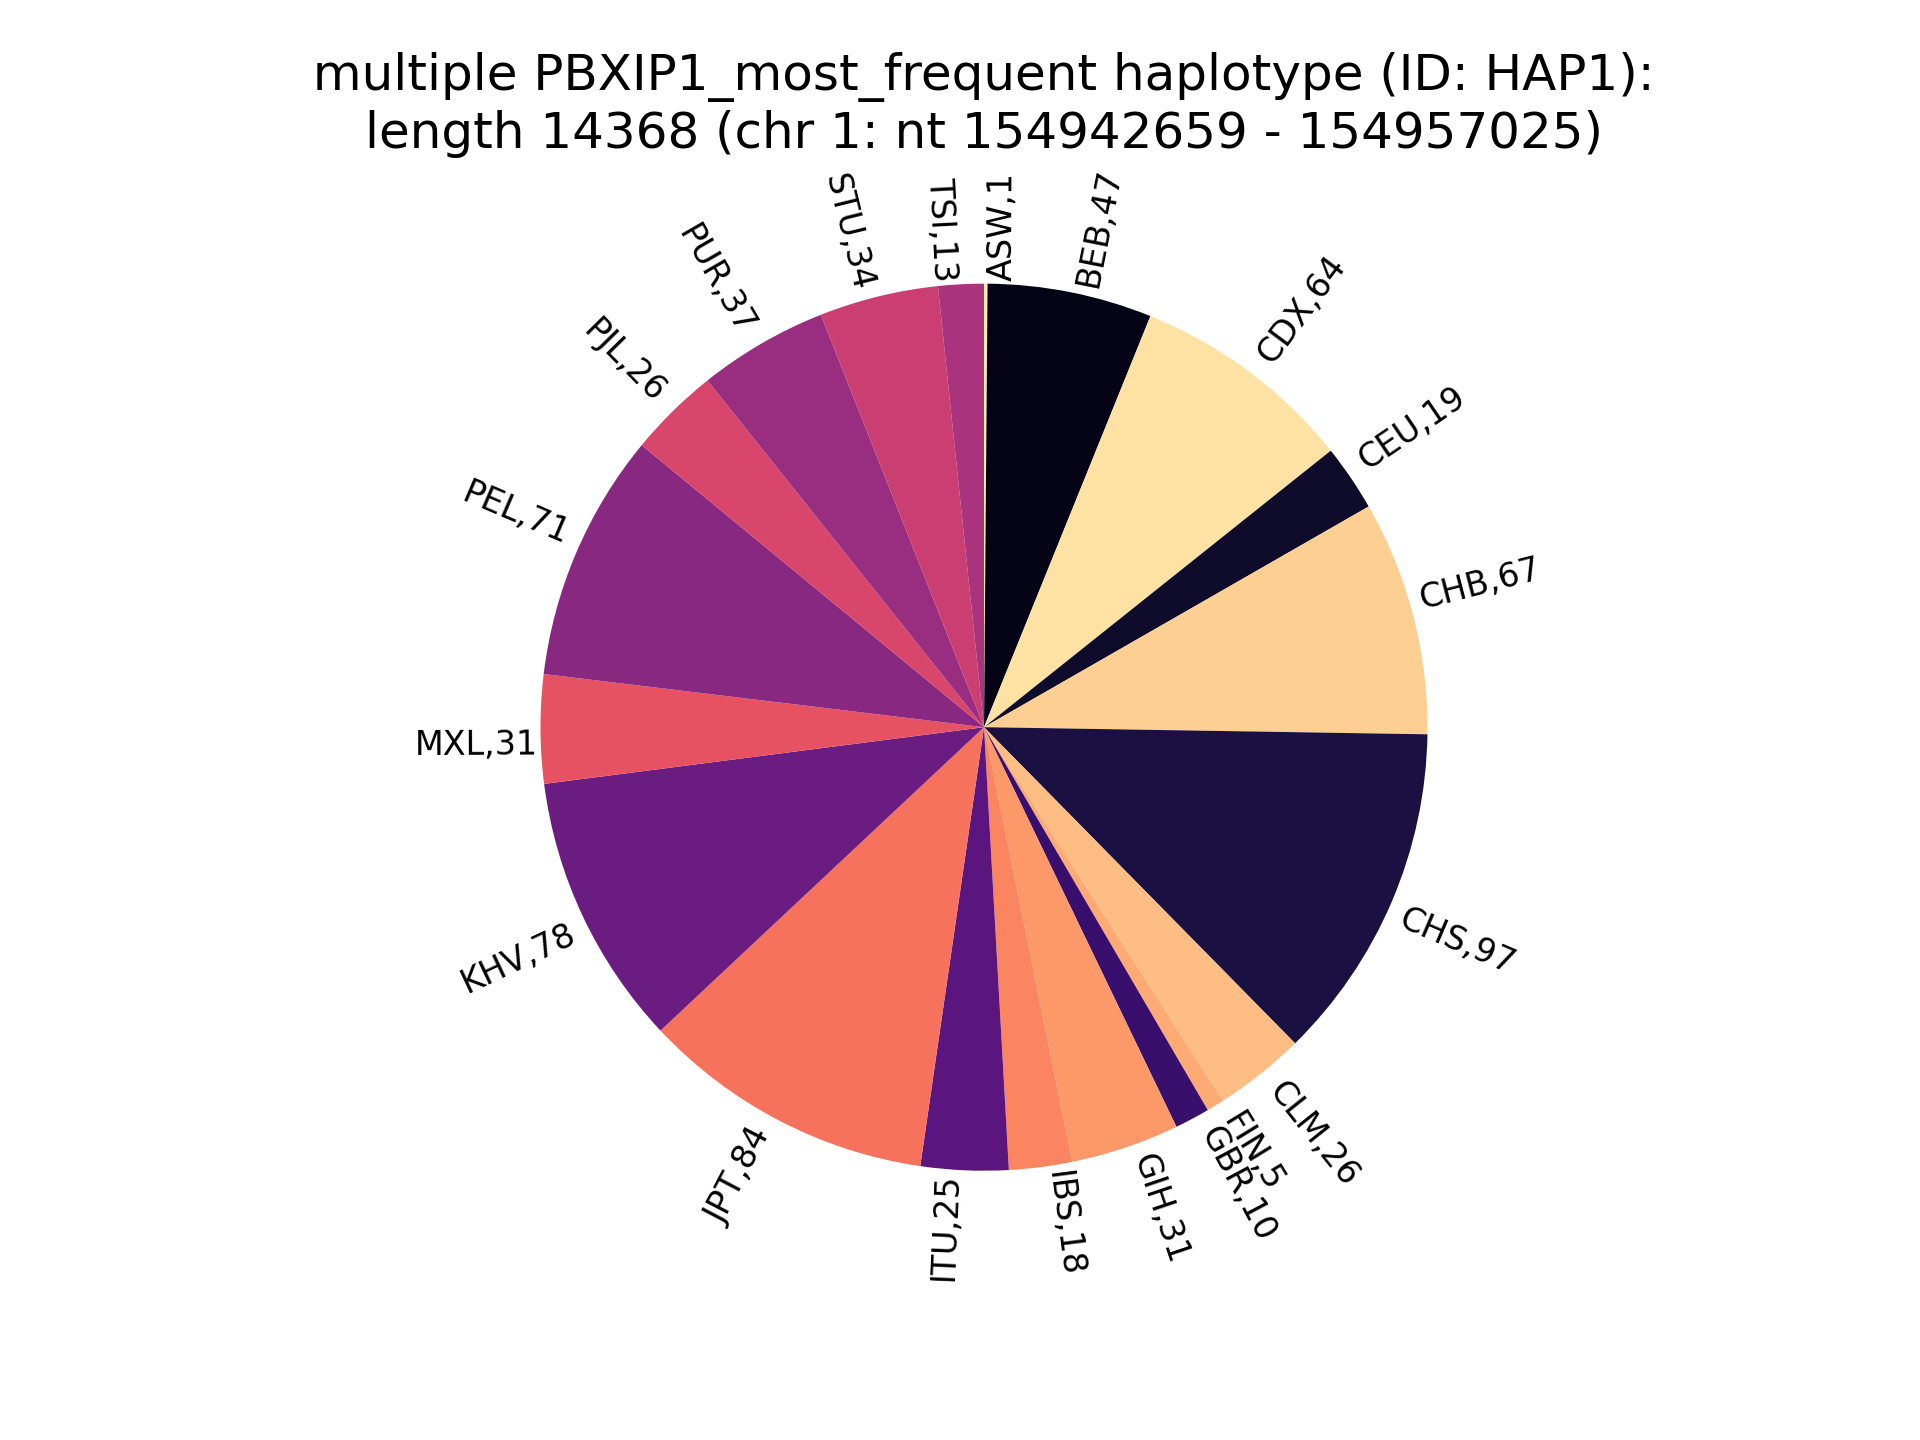 multiple PBXIP1_most_frequent haplotype (ID: HAP1):
length 14368 (chr 1: nt 154942659 - 154957025)
ASW,1
BEB,47
CDX,64
CEU,19
CHB,67
CHS,97
CLM,26
FIN,5
GBR,10
GIH,31
IBS,18
ITU,25
JPT,84
KHV,78
MXL,31
PEL,71
PJL,26
PUR,37
STU,34
TSI,13